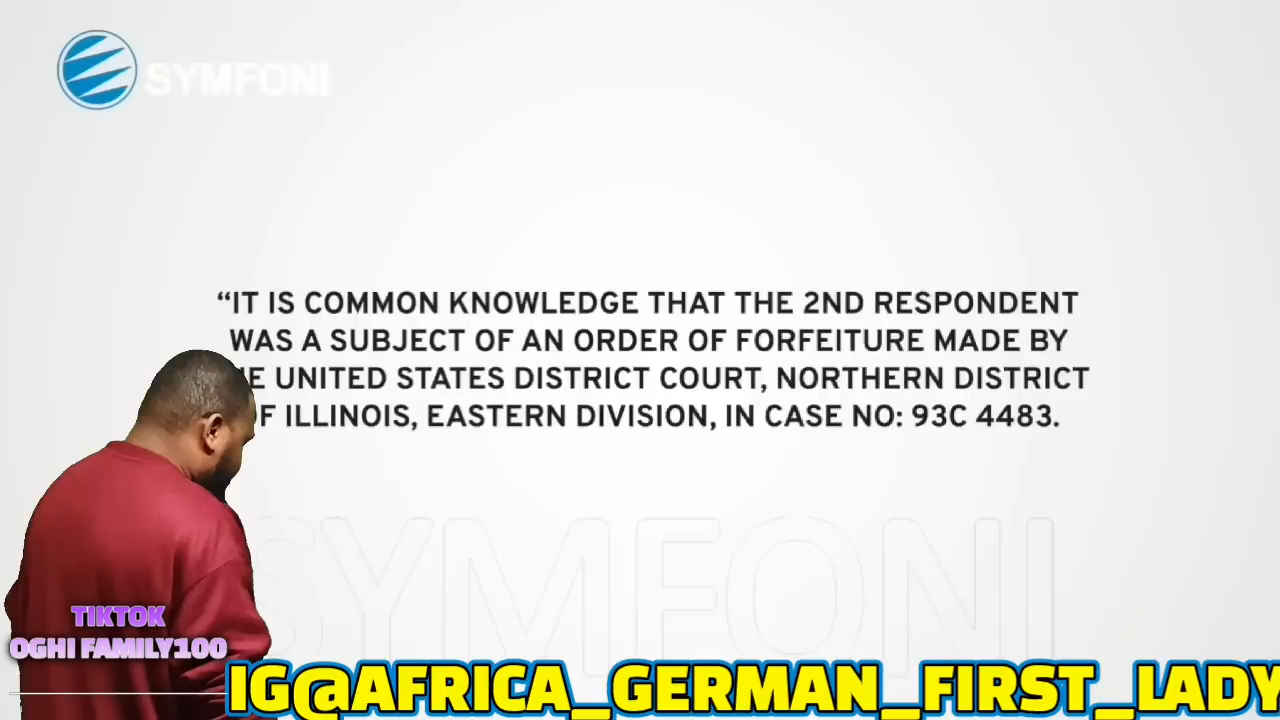 SYMFONI
“IT IS COMMON KNOWLEDGE THAT THE 2ND RESPONDENT
WAS A SUBJECT OF AN ORDER OF FORFEITURE MADE BY
UNITED STATES DISTRICT COURT, NORTHERN DISTRICT
ILLINOIS, EASTERN DIVISION, IN CASE NO: 93C 4483.
SYMFONI
TIKTOK
OGHI FAMILY100
IG@AFRICA_GERMAN_FIRST_LADY